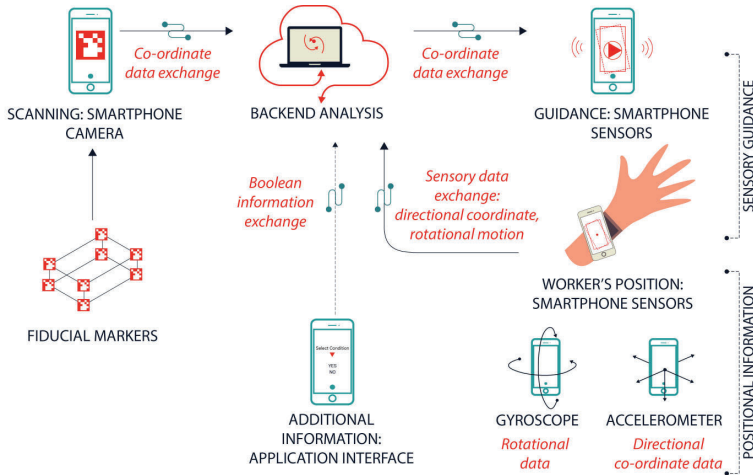 Co-ordinate
data exchange
Co-ordinate
data exchange
SCANNING: SMARTPHONE
CAMERA
BACKEND ANALYSIS
GUIDANCE: SMARTPHONE
SENSORS
SENSORY GUIDANCE
Boolean
information
exchange
Sensory data
exchange:
directional coordinate,
rotational motion
WORKER'S POSITION:
SMARTPHONE SENSORS
FIDUCIAL MARKERS
Select Condition
YES
NO
ADDITIONAL
INFORMATION:
APPLICATION INTERFACE
GYROSCOPE
Rotational
data
ACCELEROMETER
Directional
co-ordinate data
POSITIONAL INFORMATION